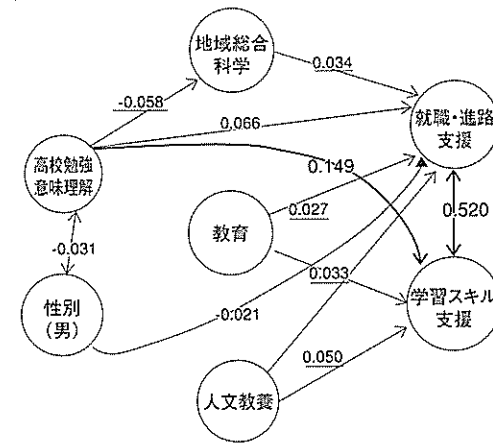 地域総合
科学
0.034
-0.058
就職・進路
支援
0.066
高校勉強
意味理解
0.149
0.027
0.520
教育
-0.031
0.033
性別
(男)
-0.021
学習スキル
支援
0.050
人文教養